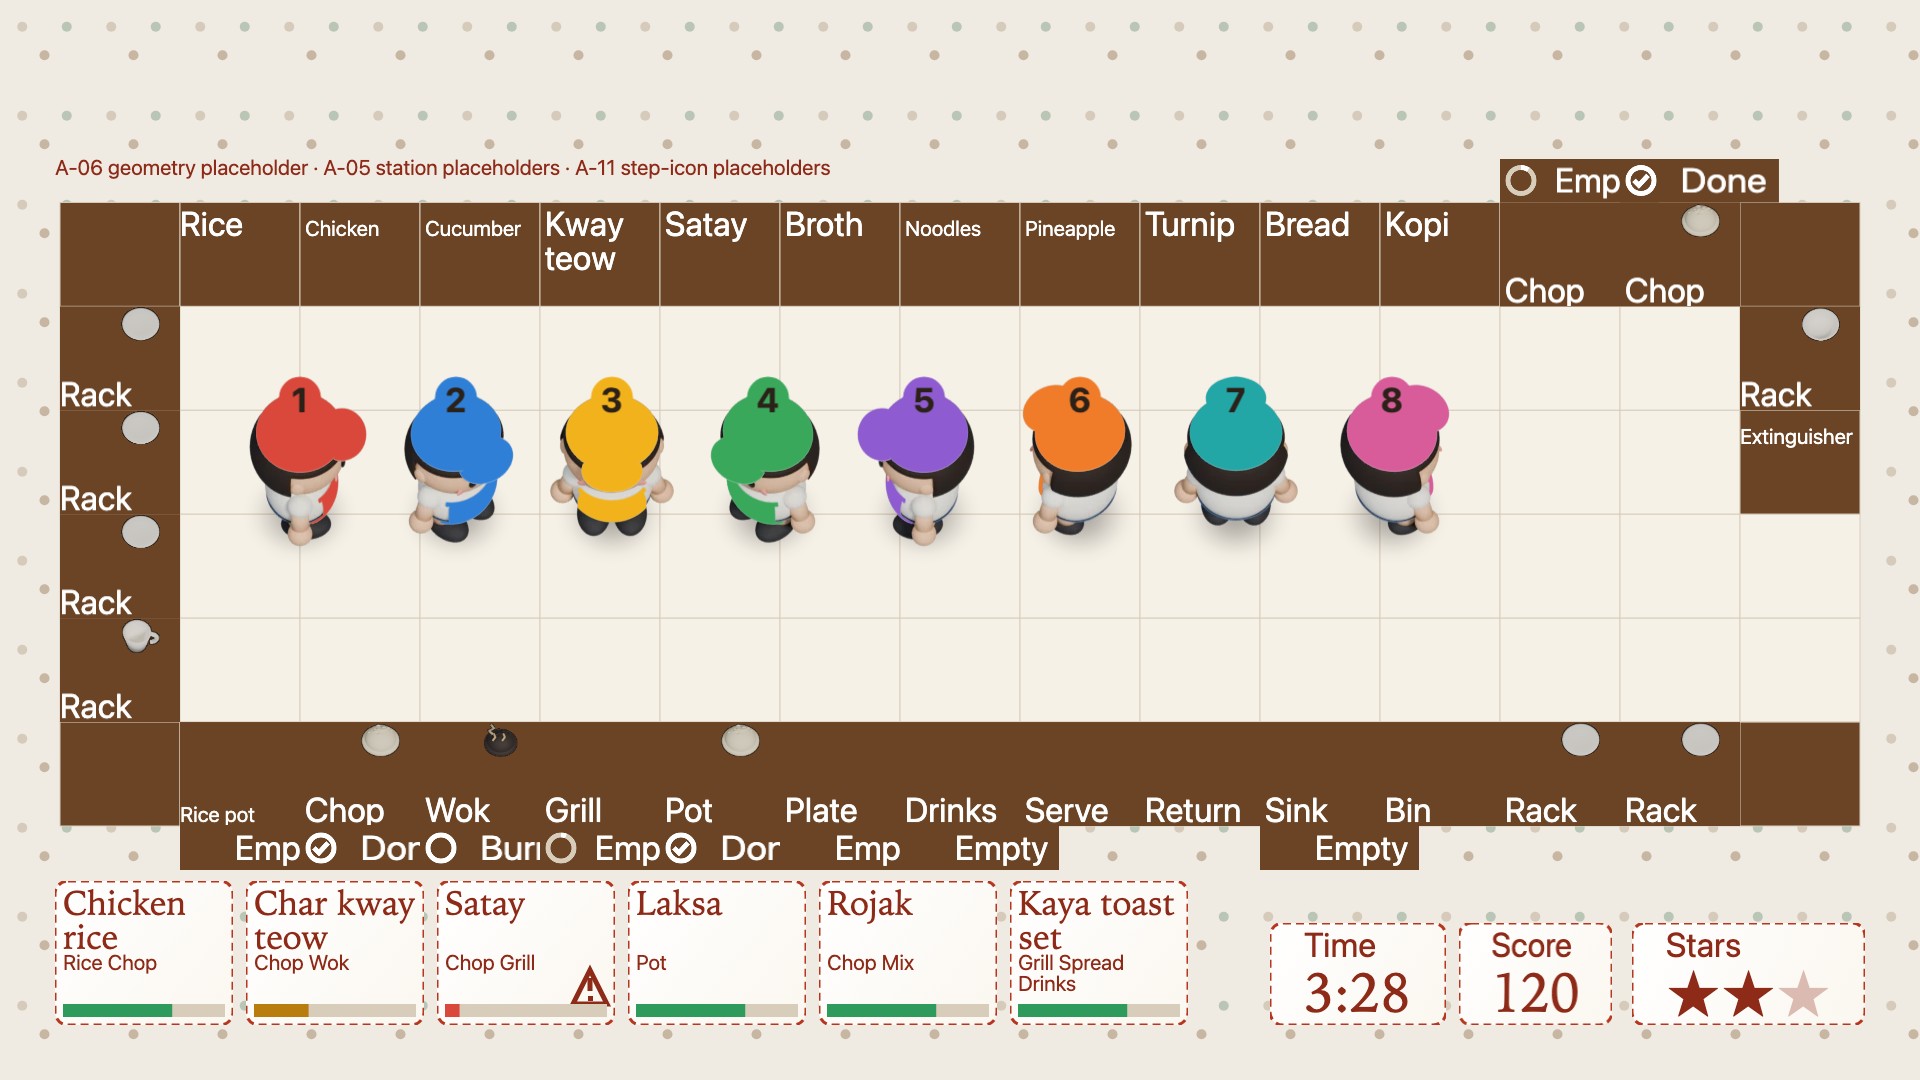 A-06 geometry placeholder · A-05 station placeholders · A-11 step-icon placeholders
Emp Done
Rice Chicken Cucumber Kway Satay Broth Noodles Pineapple Turnip Bread Kopi
teow
Chop Chop
Rack Rack
Extinguisher
Rack
Rack
Rack
1 2 3 4 5 6 7 8
Rice pot Chop Wok Grill Pot Plate Drinks Serve Return Sink Bin Rack Rack
Emp Dor Burı Emp Dor Emp Empty Empty
Chicken
rice
Rice Chop
Char kway
teow
Chop Wok
Satay
Chop Grill
Laksa
Pot
Rojak
Chop Mix
Kaya toast
set
Grill Spread
Drinks
Time
3:28
Score
120
Stars